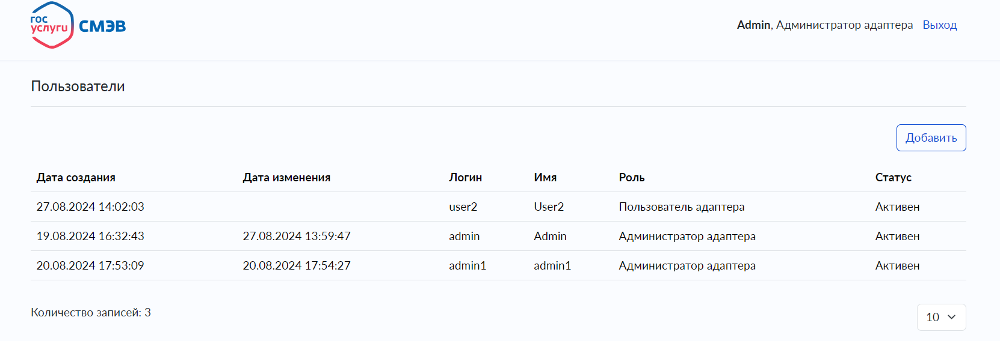 гос
услуги СМЭВ
Admin, Администратор адаптера Выход
Пользователи
Добавить
Дата создания Дата изменения Логин Имя Роль Статус
27.08.2024 14:02:03 user2 User2 Пользователь адаптера Активен
19.08.2024 16:32:43 27.08.2024 13:59:47 admin Admin Администратор адаптера Активен
20.08.2024 17:53:09 20.08.2024 17:54:27 admin1 admin1 Администратор адаптера Активен
Количество записей: 3
10